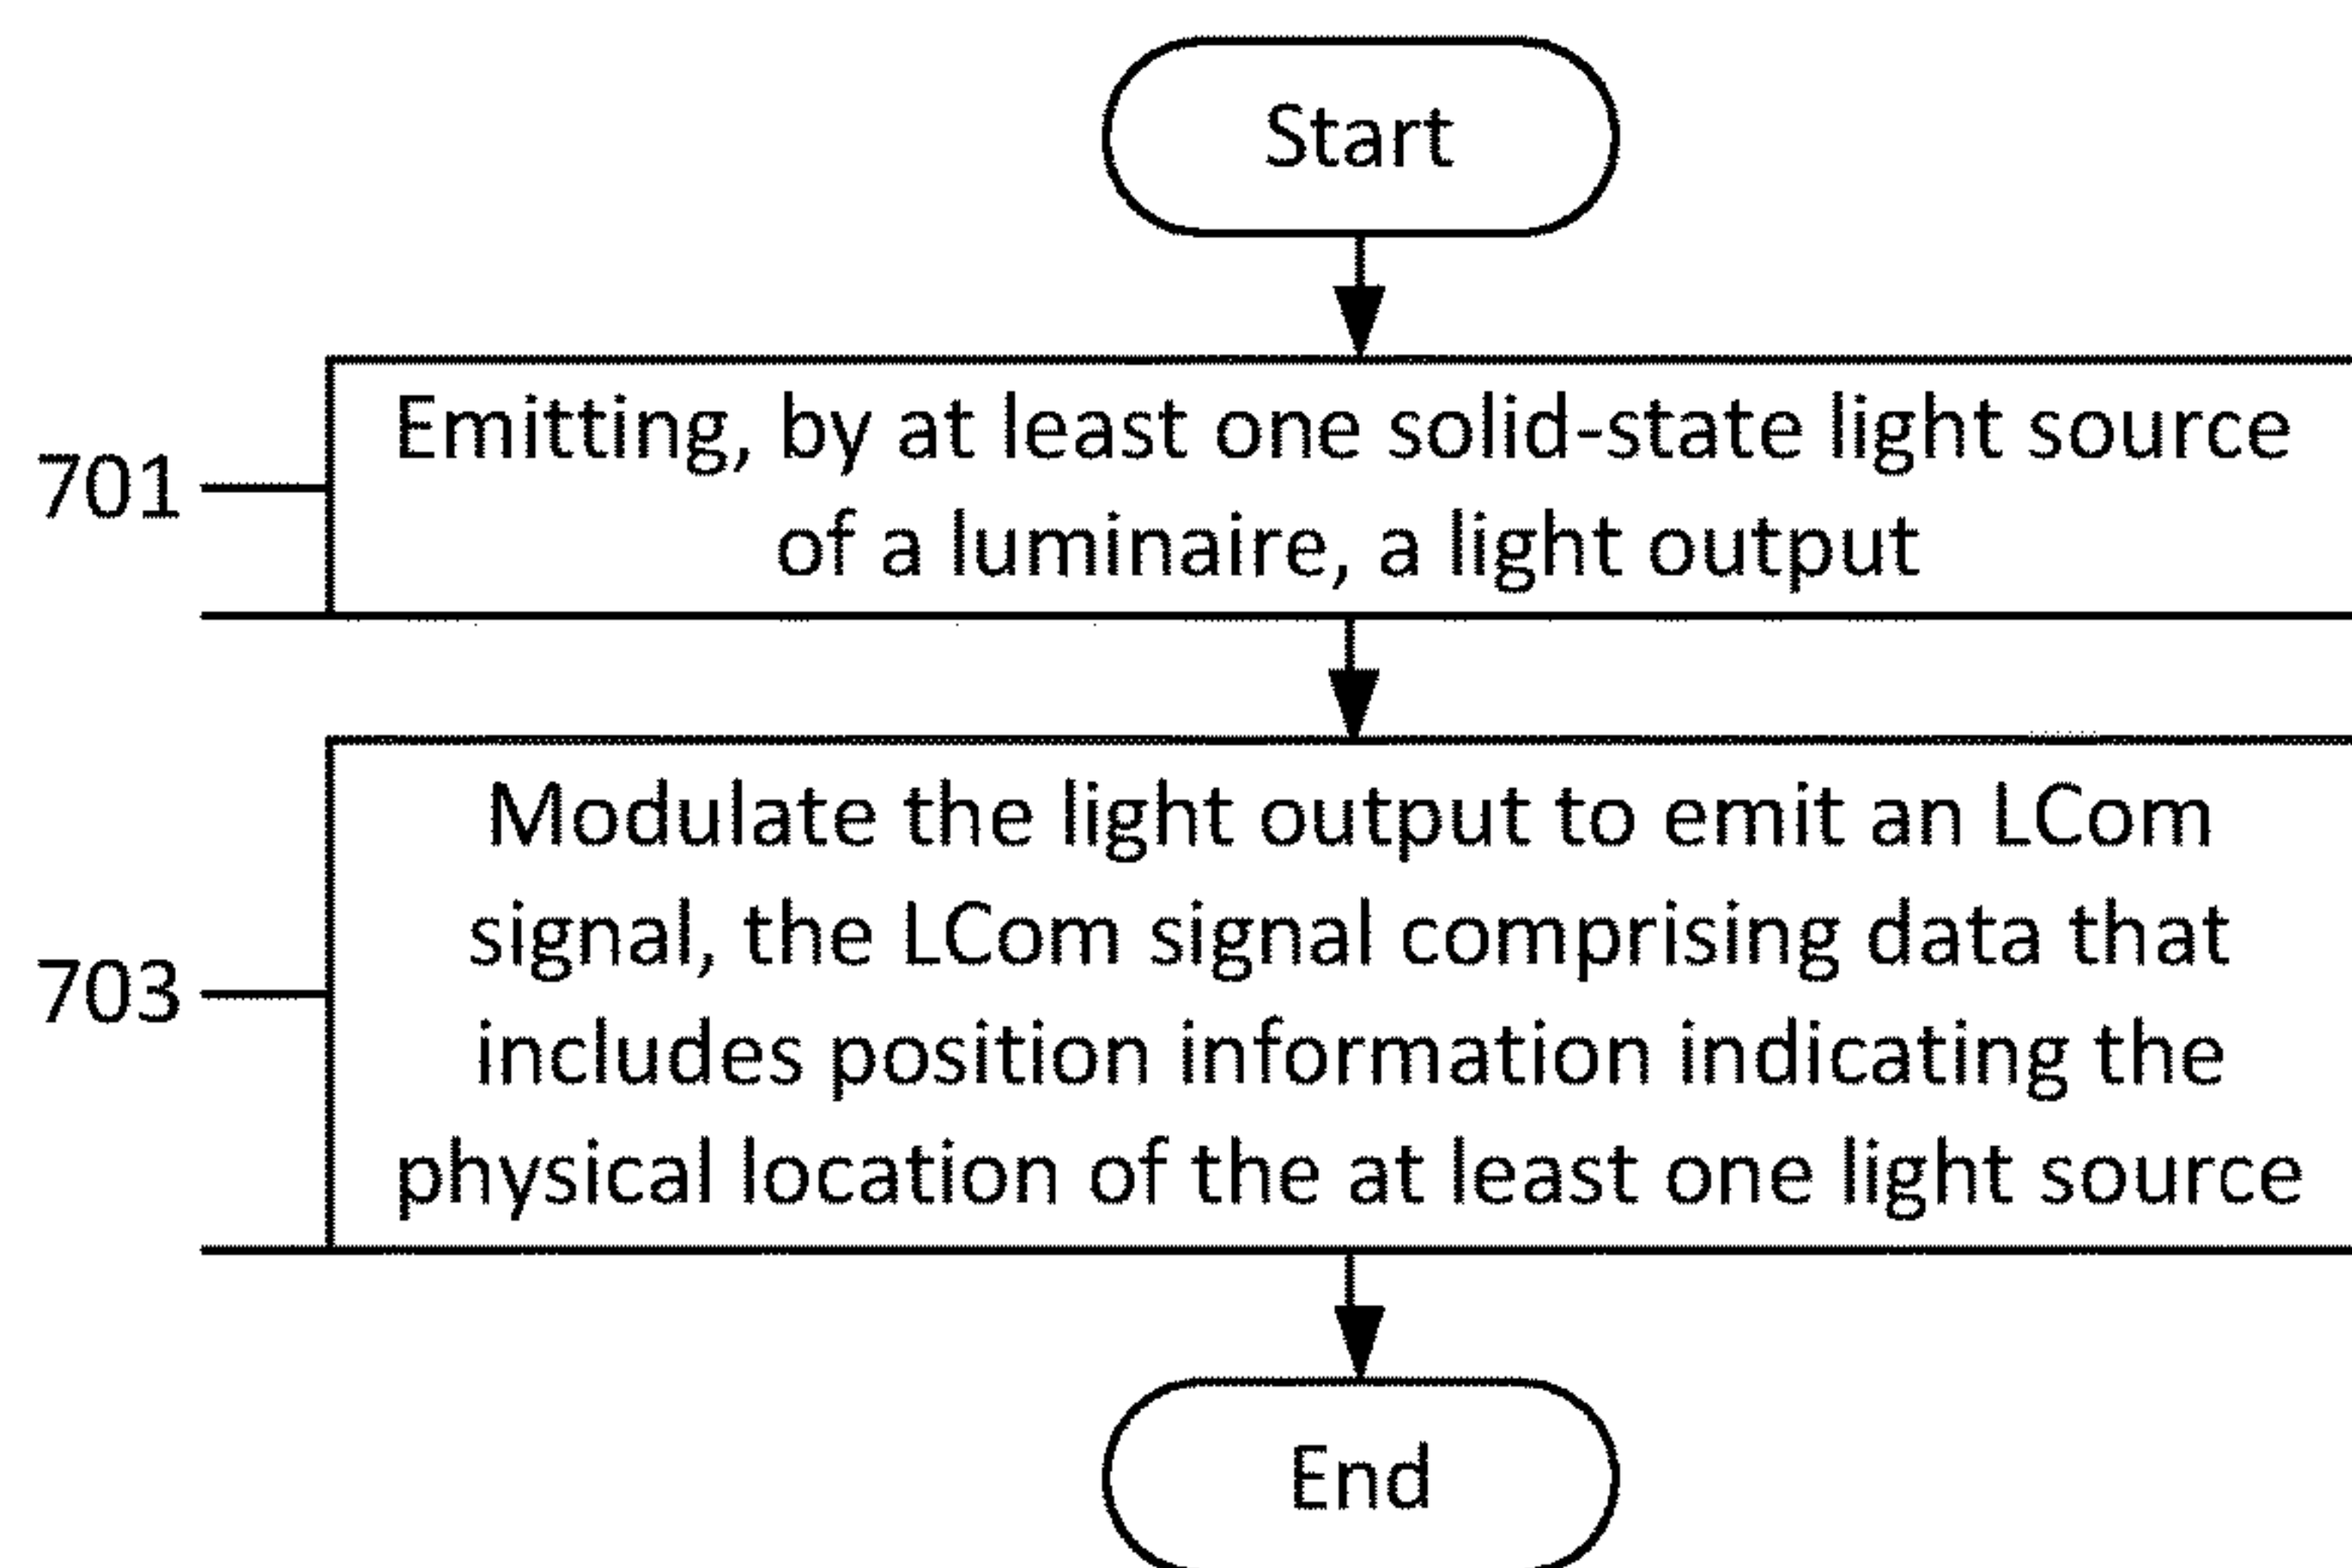 Start
701
Emitting, by at least one solid-state light source
of a luminaire, a light output
703
Modulate the light output to emit an LCom
signal, the LCom signal comprising data that
includes position information indicating the
physical location of the at least one light source
End